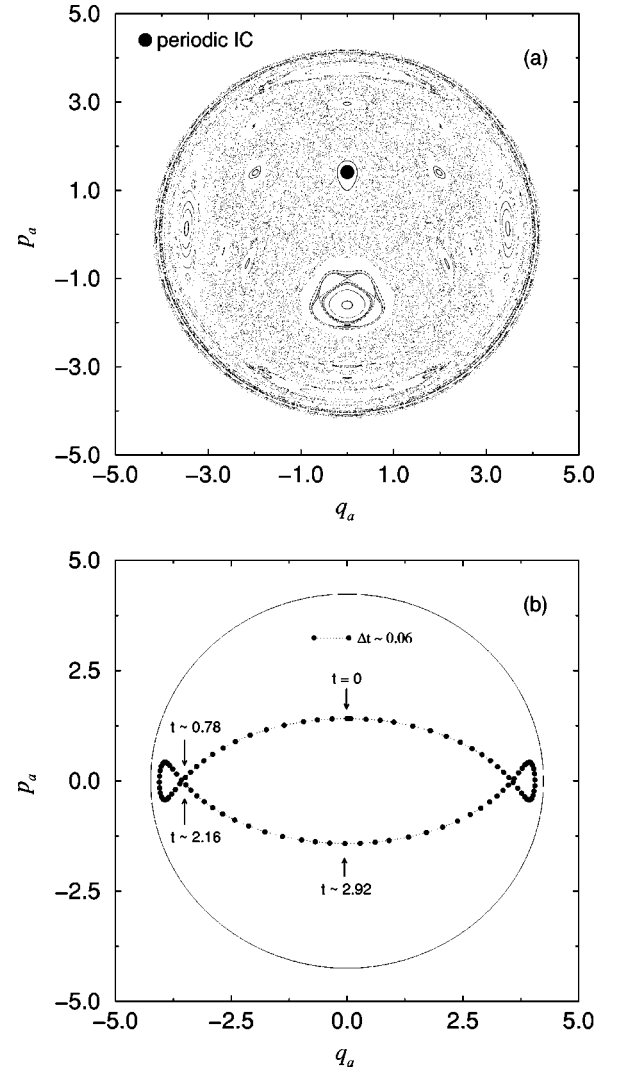 5.0
periodic IC
(a)
3.0
1.0
p_a
−1.0
−3.0
−5.0
−5.0 −3.0 −1.0 1.0 3.0 5.0
q_a
5.0
(b)
Δt ~ 0.06
2.5
t = 0
t ~ 0.78
p_a
0.0
t ~ 2.16
t ~ 2.92
−2.5
−5.0
−5.0 −2.5 0.0 2.5 5.0
q_a